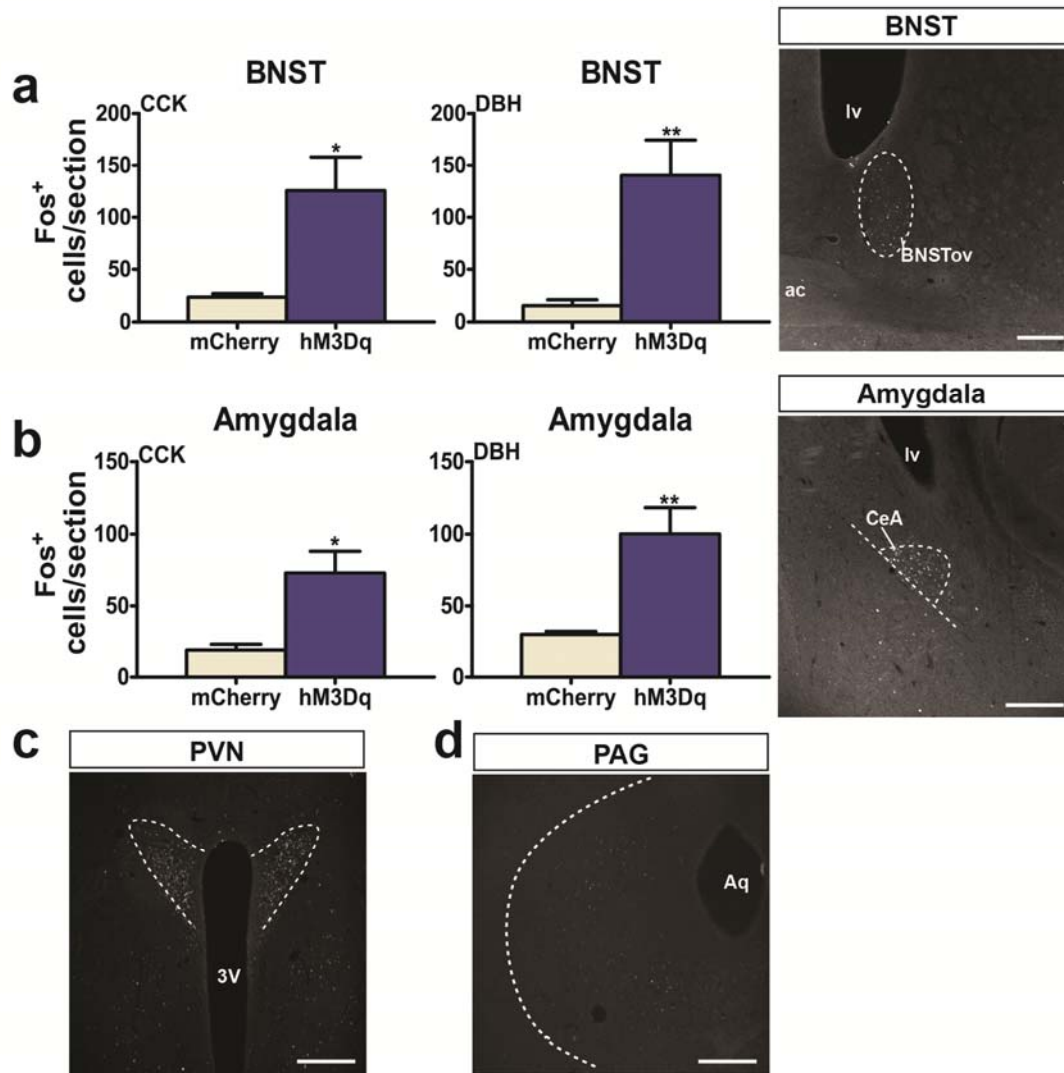 a
BNST
CCK
Fos+
cells/section
200
150
100
50
0
*
mCherry
hM3Dq
BNST
DBH
200
150
100
50
0
**
mCherry
hM3Dq
BNST
lv
BNSTov
ac
b
Amygdala
CCK
Fos+
cells/section
150
100
50
0
*
mCherry
hM3Dq
Amygdala
DBH
150
100
50
0
**
mCherry
hM3Dq
Amygdala
lv
CeA
c
PVN
3V
d
PAG
Aq